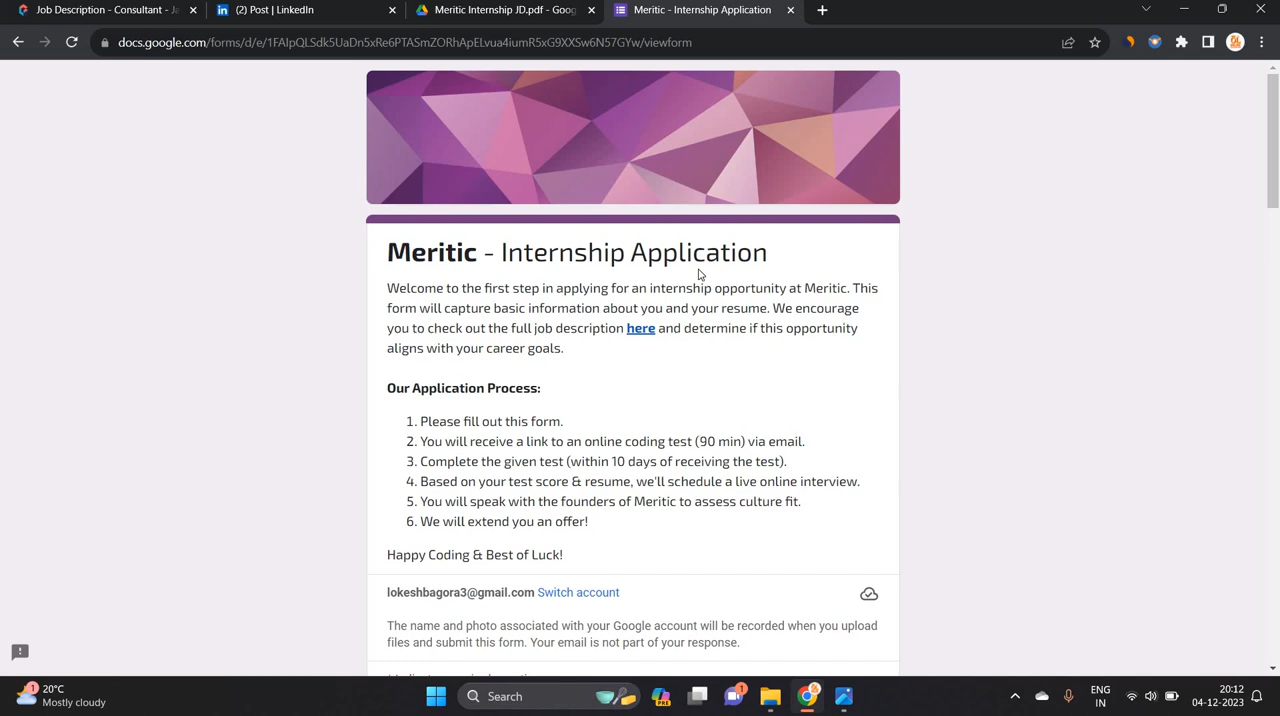 Job Description - Consultant - Ja
(2) Post | LinkedIn
Meritic Internship JD.pdf - Goog
Meritic - Internship Application
docs.google.com/forms/d/e/1FAIpQLSdk5UaDn5xRe6PTASmZORhApELvua4iumR5xG9XXSw6N57GYw/viewform
Meritic - Internship Application
Welcome to the first step in applying for an internship opportunity at Meritic. This
form will capture basic information about you and your resume. We encourage
you to check out the full job description here and determine if this opportunity
aligns with your career goals.
Our Application Process:
1. Please fill out this form.
2. You will receive a link to an online coding test (90 min) via email.
3. Complete the given test (within 10 days of receiving the test).
4. Based on your test score & resume, we'll schedule a live online interview.
5. You will speak with the founders of Meritic to assess culture fit.
6. We will extend you an offer!
Happy Coding & Best of Luck!
lokeshbagora3@gmail.com Switch account
The name and photo associated with your Google account will be recorded when you upload
files and submit this form. Your email is not part of your response.
1
20°C
Mostly cloudy
Search
PRE
1
ENG
IN
20:12
04-12-2023